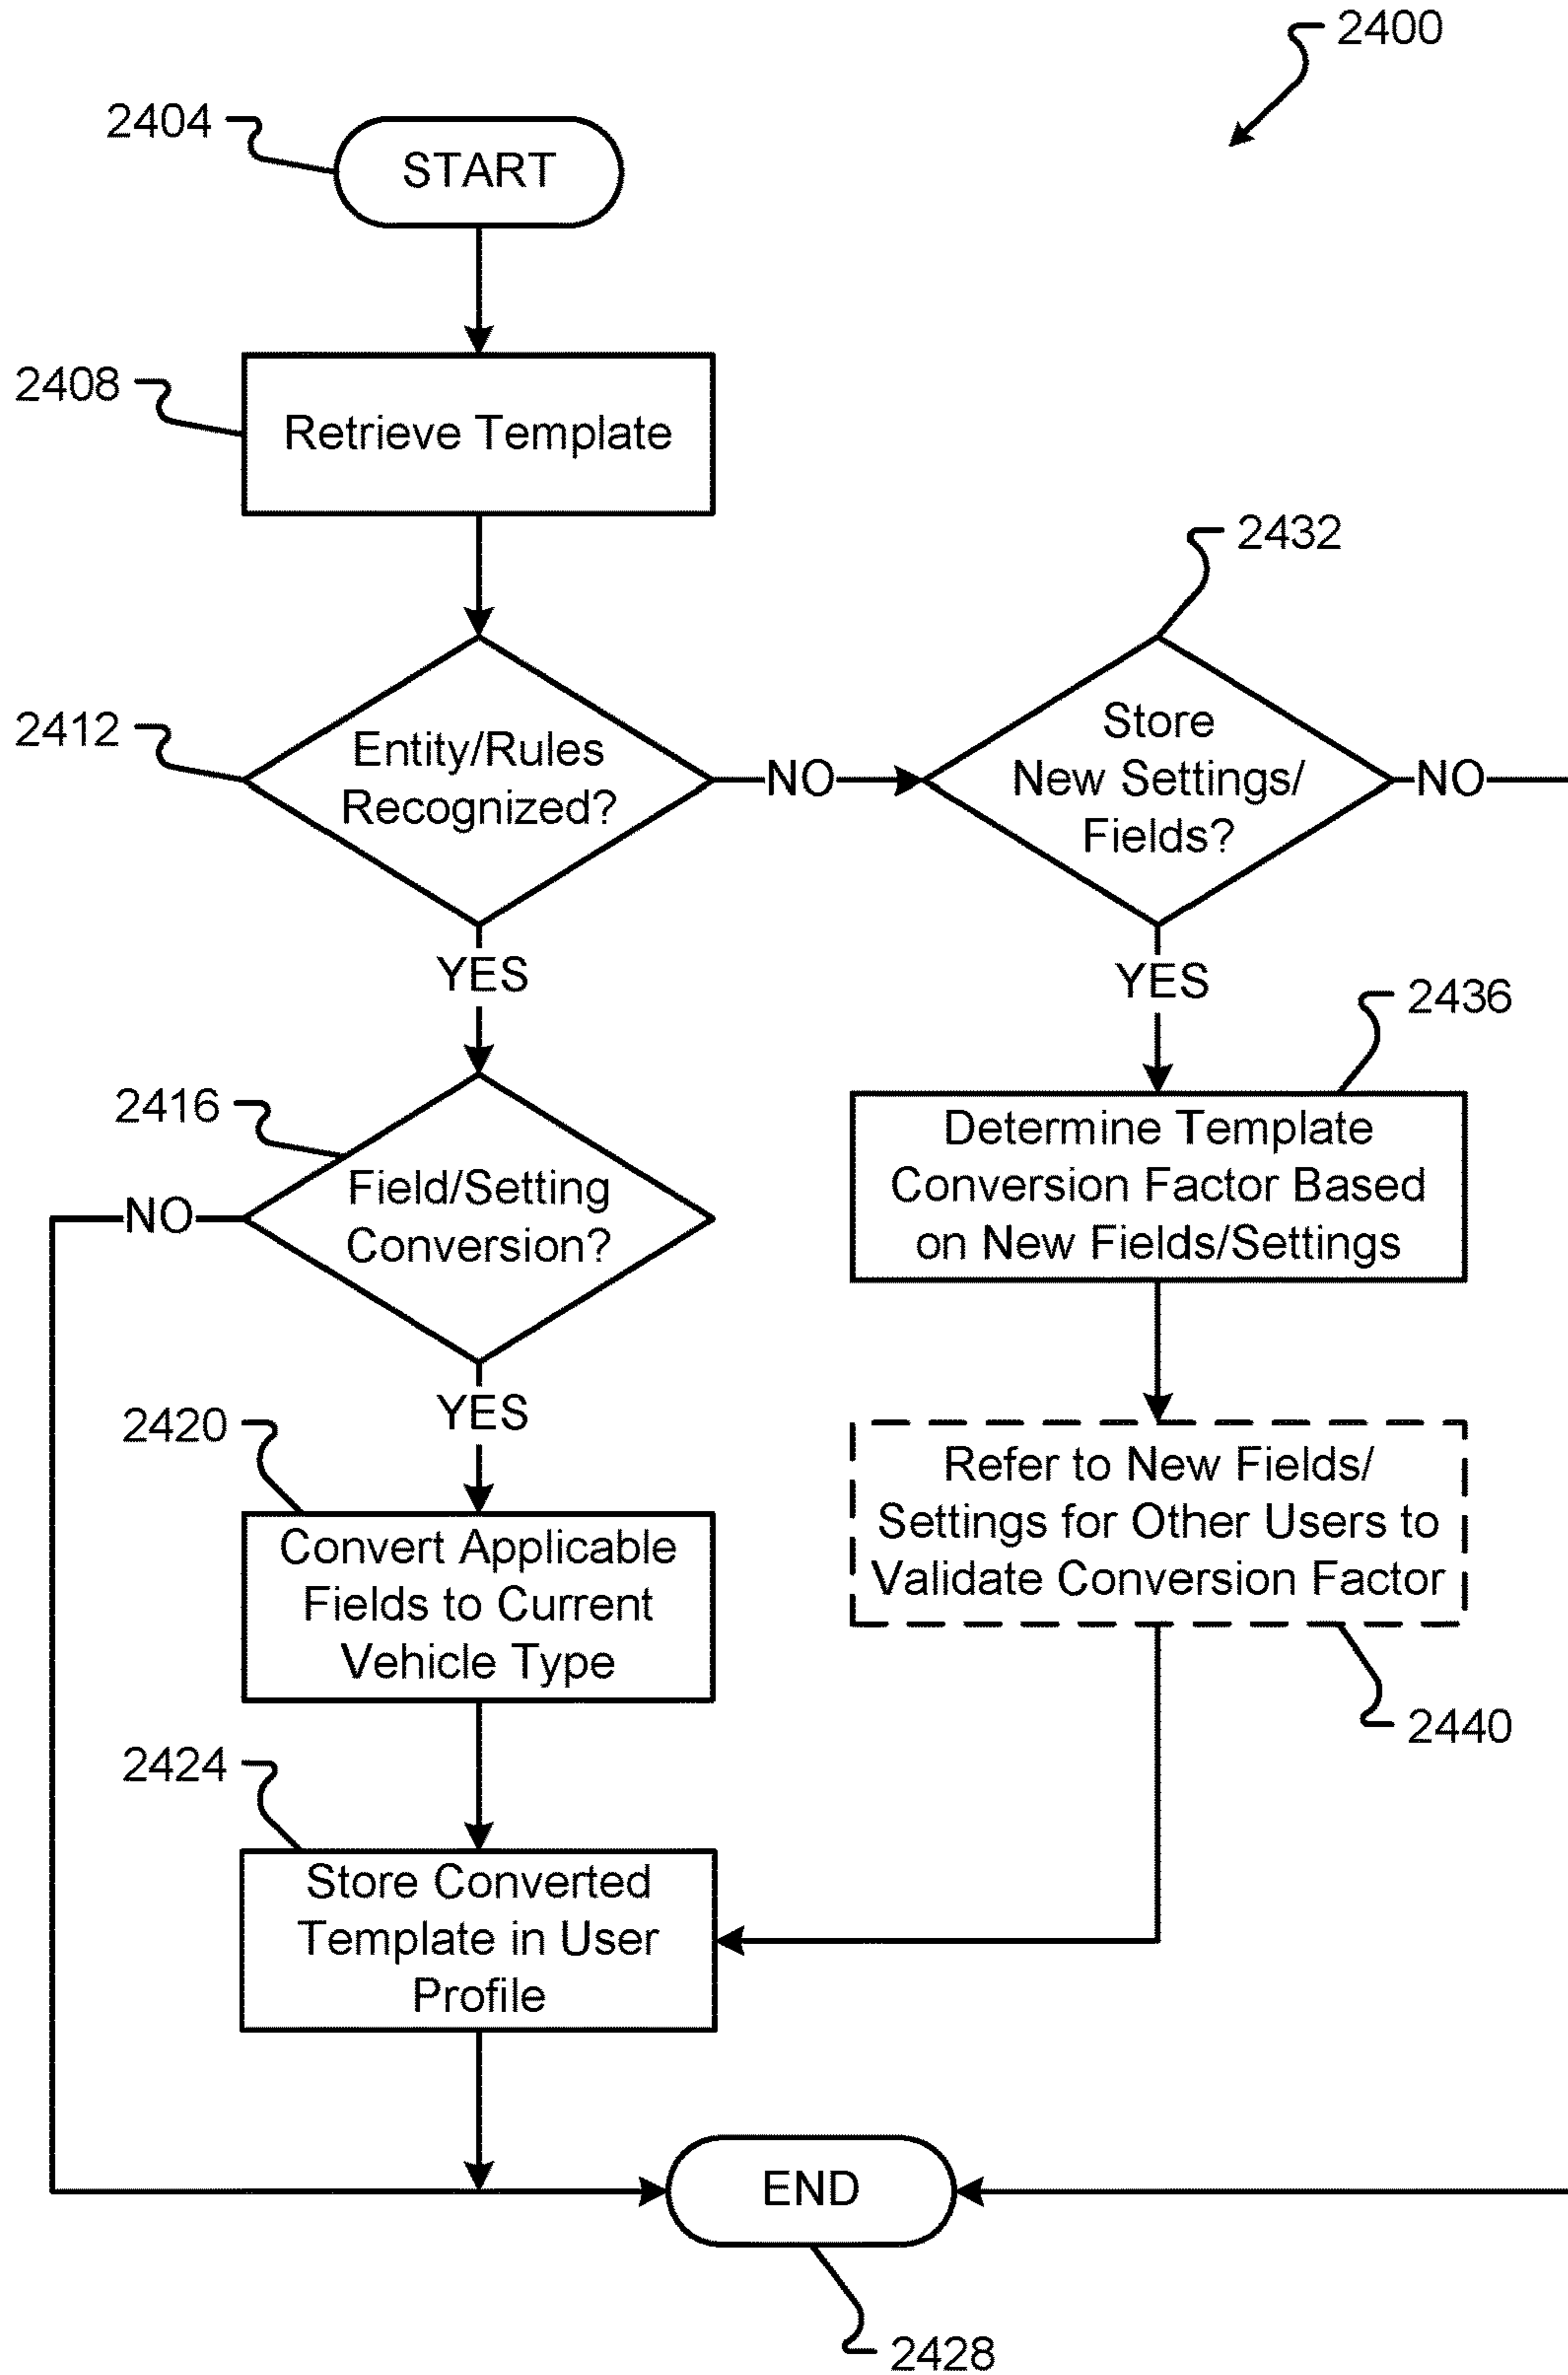 2400
2404
START
2408
Retrieve Template
2432
2412
Entity/Rules
Recognized?
NO
Store
New Settings/
Fields?
NO
YES
YES
2436
2416
Field/Setting
Conversion?
NO
Determine Template
Conversion Factor Based
on New Fields/Settings
YES
2420
Convert Applicable
Fields to Current
Vehicle Type
Refer to New Fields/
Settings for Other Users to
Validate Conversion Factor
2440
2424
Store Converted
Template in User
Profile
END
2428